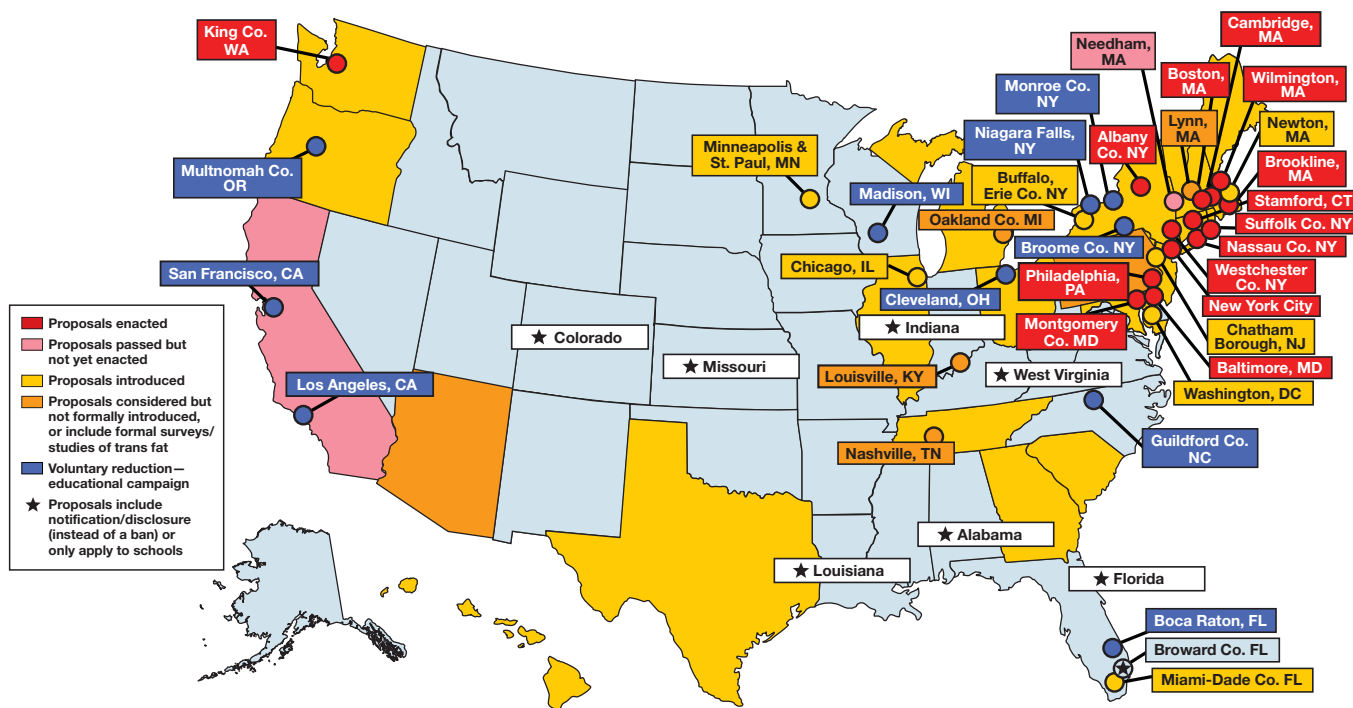 King Co.
WA
Multnomah Co.
OR
San Francisco, CA
Los Angeles, CA
Proposals enacted
Proposals passed but
not yet enacted
Proposals introduced
Proposals considered but
not formally introduced,
or include formal surveys/
studies of trans fat
Voluntary reduction—
educational campaign
Proposals include
notification/disclosure
(instead of a ban) or
only apply to schools
Colorado
Missouri
Minneapolis &
St. Paul, MN
Madison, WI
Chicago, IL
Indiana
Louisville, KY
Nashville, TN
Louisiana
Alabama
West Virginia
Florida
Oakland Co. MI
Cleveland, OH
Buffalo,
Erie Co. NY
Niagara Falls,
NY
Monroe Co.
NY
Broome Co. NY
Albany
Co. NY
Needham,
MA
Cambridge,
MA
Boston,
MA
Lynn,
MA
Wilmington,
MA
Newton,
MA
Brookline,
MA
Stamford, CT
Suffolk Co. NY
Nassau Co. NY
Westchester
Co. NY
New York City
Chatham
Borough, NJ
Baltimore, MD
Washington, DC
Philadelphia,
PA
Montgomery
Co. MD
Guildford Co.
NC
Boca Raton, FL
Broward Co. FL
Miami-Dade Co. FL